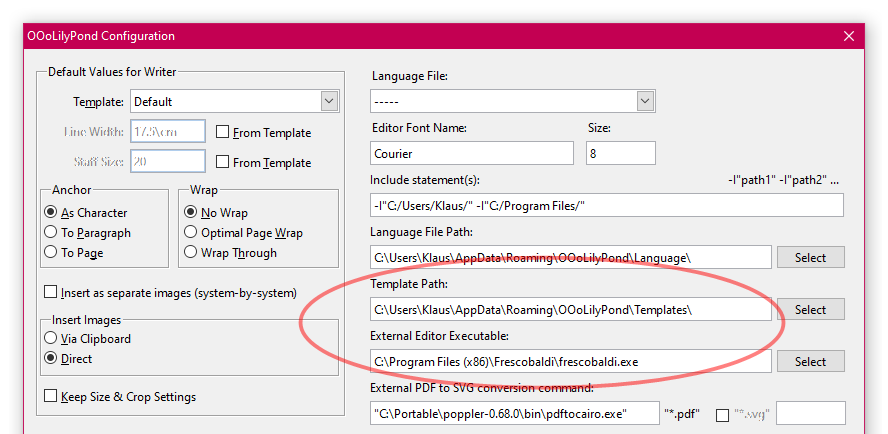 OOoLilyPond Configuration
Default Values for Writer
Template: Default
Line Width: 17.5\cm From Template
Staff Size: 20 From Template
Anchor
As Character
To Paragraph
To Page
Wrap
No Wrap
Optimal Page Wrap
Wrap Through
Insert as separate images (system-by-system)
Insert Images
Via Clipboard
Direct
Keep Size & Crop Settings
Language File:
-----
Editor Font Name: Size:
Courier 8
Include statement(s): -I"path1" -I"path2" ...
-I"C:/Users/Klaus/" -I"C:/Program Files/"
Language File Path:
C:\Users\Klaus\AppData\Roaming\OOoLilyPond\Language\ Select
Template Path:
C:\Users\Klaus\AppData\Roaming\OOoLilyPond\Templates\ Select
External Editor Executable:
C:\Program Files (x86)\Frescobaldi\frescobaldi.exe Select
External PDF to SVG conversion command:
"C:\Portable\poppler-0.68.0\bin\pdftocairo.exe" "*.pdf" "*.svg"